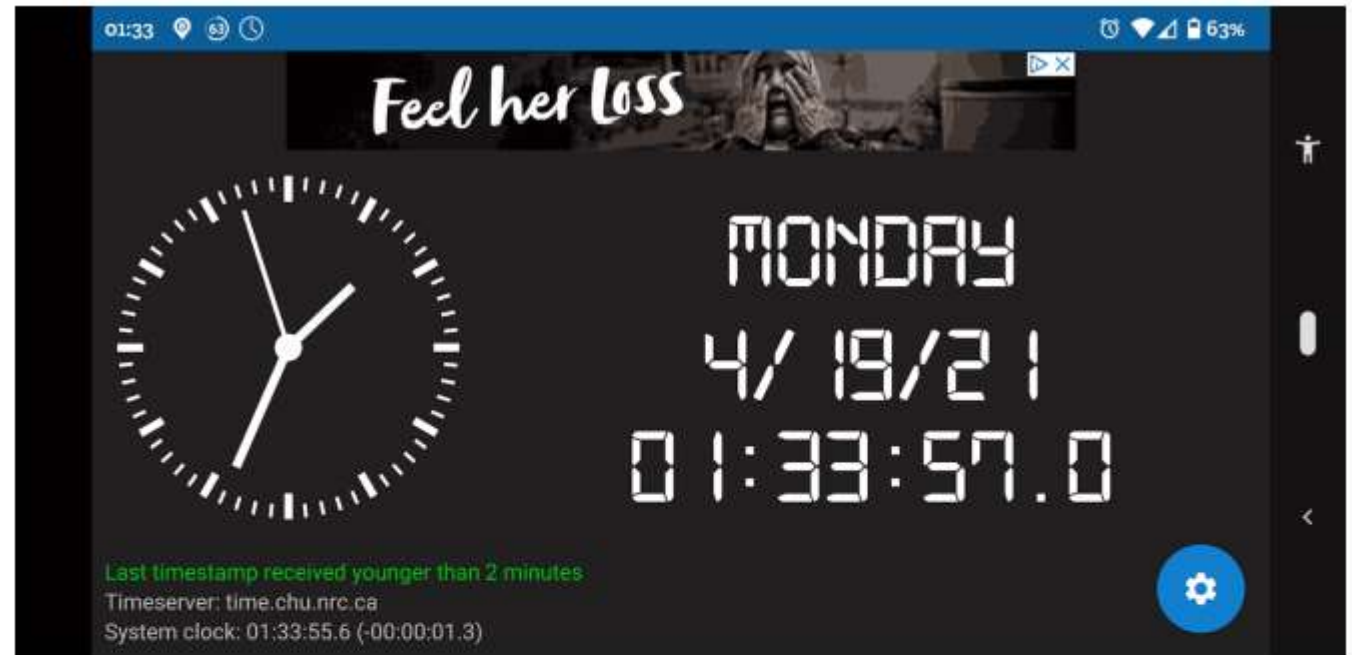 01:33 63 63%
Feel her Loss
MONDAY
4/19/21
01:33:57.0
Last timestamp received younger than 2 minutes
Timeserver: time.chu.nrc.ca
System clock: 01:33:55.6 (-00:00:01.3)